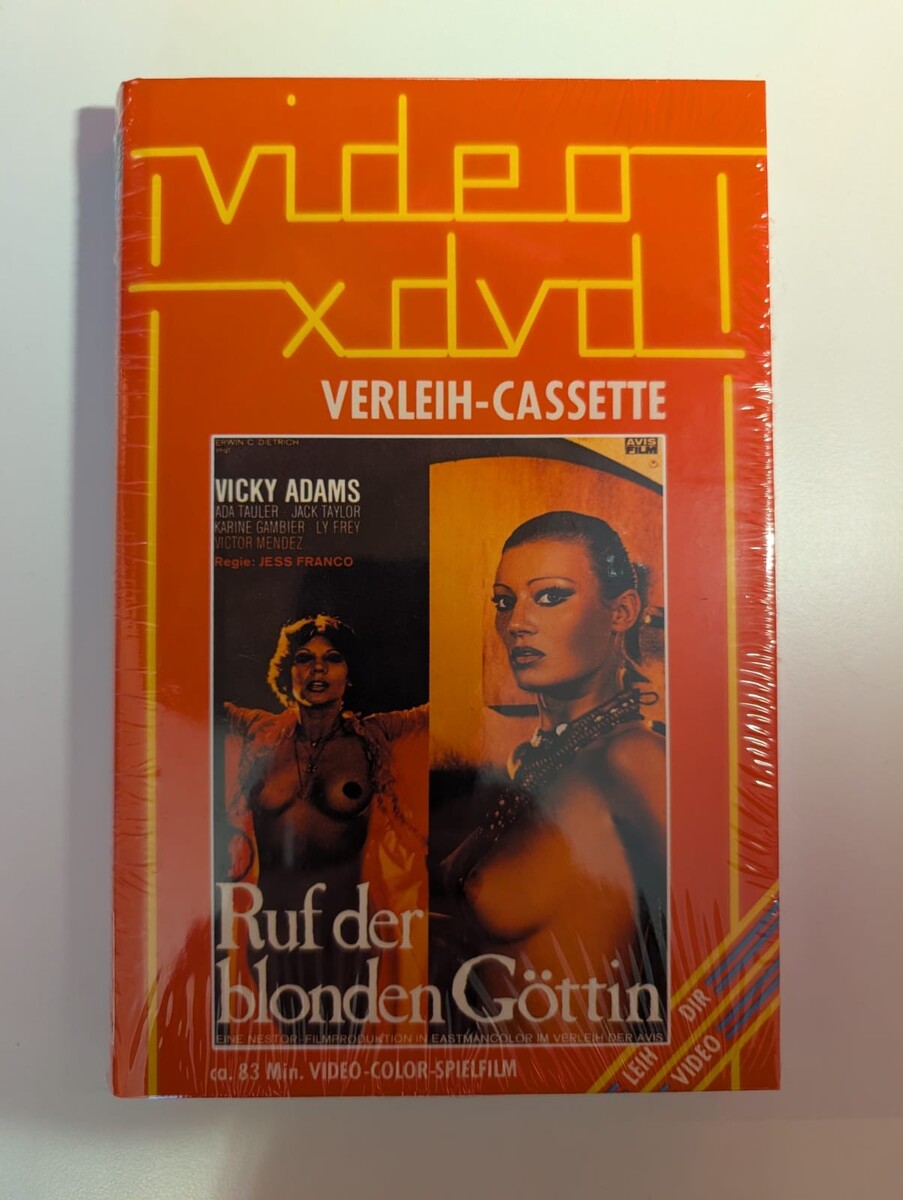 video
xdvd
VERLEIH-CASSETTE
ERWIN C. DIETRICH
zeigt
AVIS
FILM
VICKY ADAMS
ADA TAULER JACK TAYLOR
KARINE GAMBIER LY FREY
VICTOR MENDEZ
Regie: JESS FRANCO
Ruf der
blonden Göttin
EINE NESTOR-FILMPRODUKTION IN EASTMANCOLOR IM VERLEIH DER AVIS
ca. 83 Min. VIDEO-COLOR-SPIELFILM
LEIH DIR
VIDEO